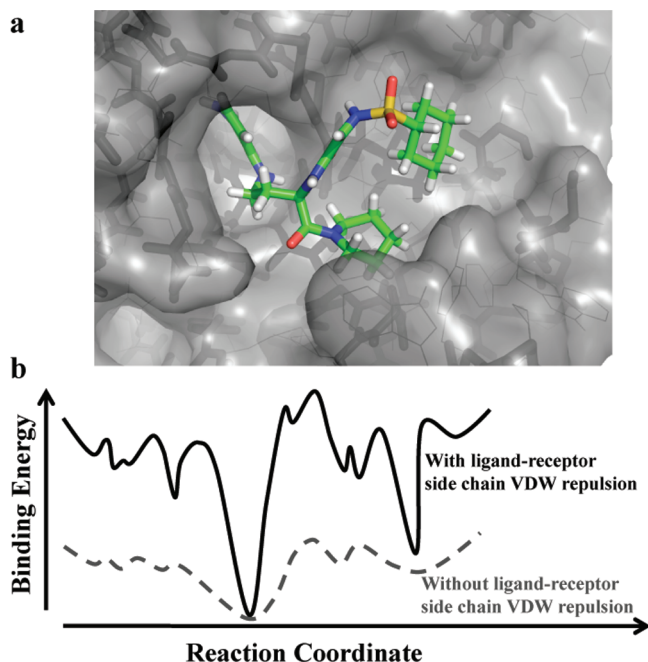 a
b
Binding Energy
With ligand-receptor
side chain VDW repulsion
Without ligand-receptor
side chain VDW repulsion
Reaction Coordinate